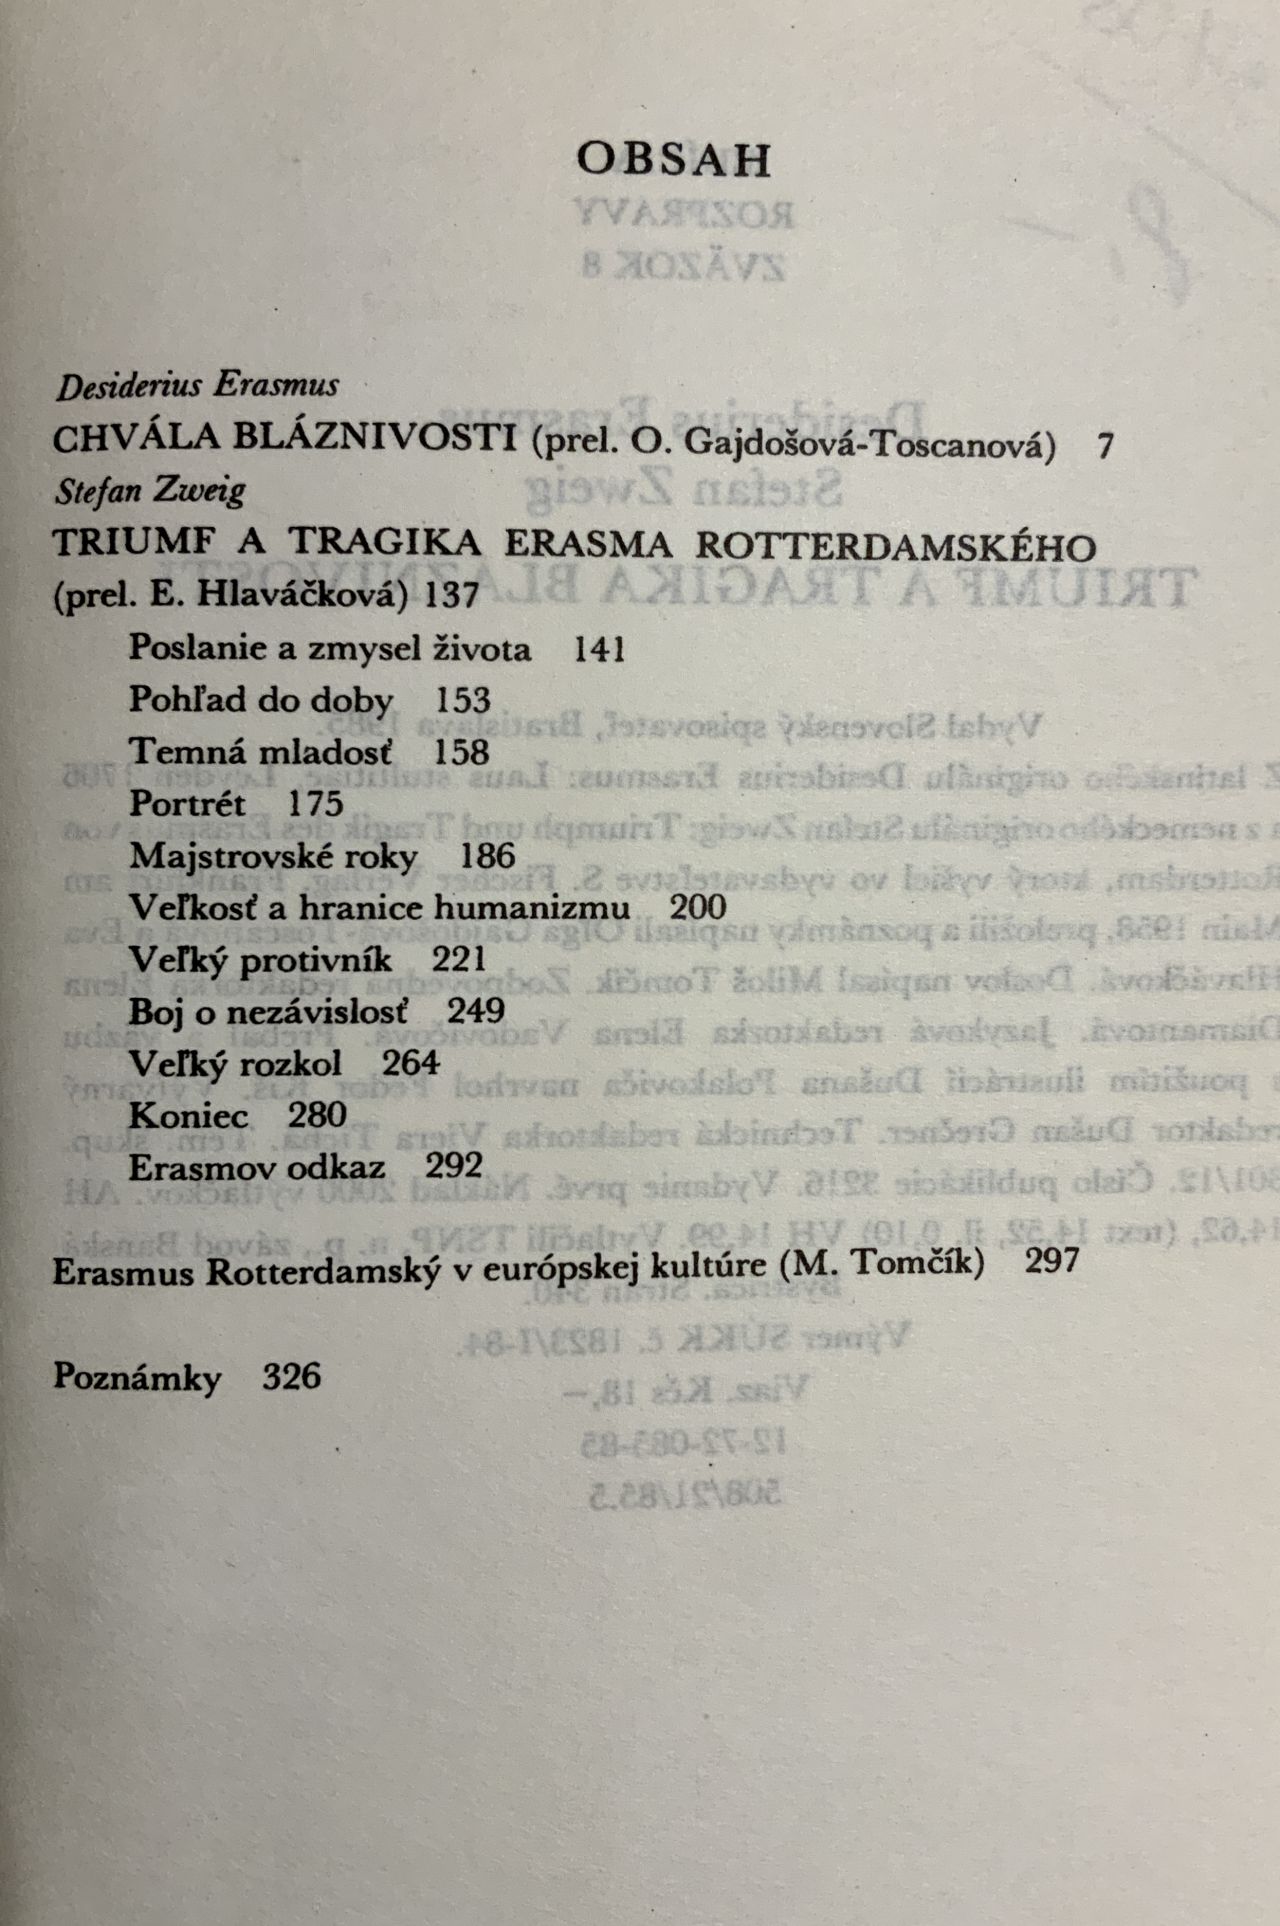 OBSAH
Desiderius Erasmus
CHVÁLA BLÁZNIVOSTI (prel. O. Gajdošová-Toscanová) 7
Stefan Zweig
TRIUMF A TRAGIKA ERASMA ROTTERDAMSKÉHO
(prel. E. Hlaváčková) 137
Poslanie a zmysel života 141
Pohľad do doby 153
Temná mladosť 158
Portrét 175
Majstrovské roky 186
Veľkosť a hranice humanizmu 200
Veľký protivník 221
Boj o nezávislosť 249
Veľký rozkol 264
Koniec 280
Erasmov odkaz 292
Erasmus Rotterdamský v európskej kultúre (M. Tomčík) 297
Poznámky 326